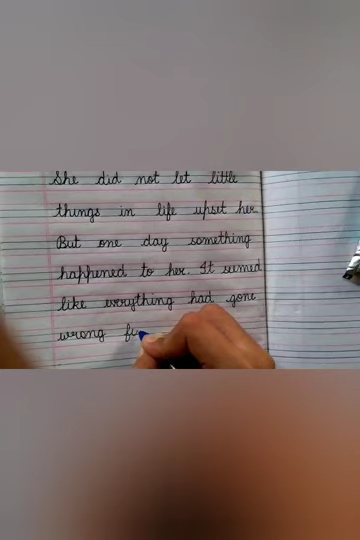 She did not let little
things in life upset her.
But one day something
happened to her. It seemed
like everything had gone
wrong